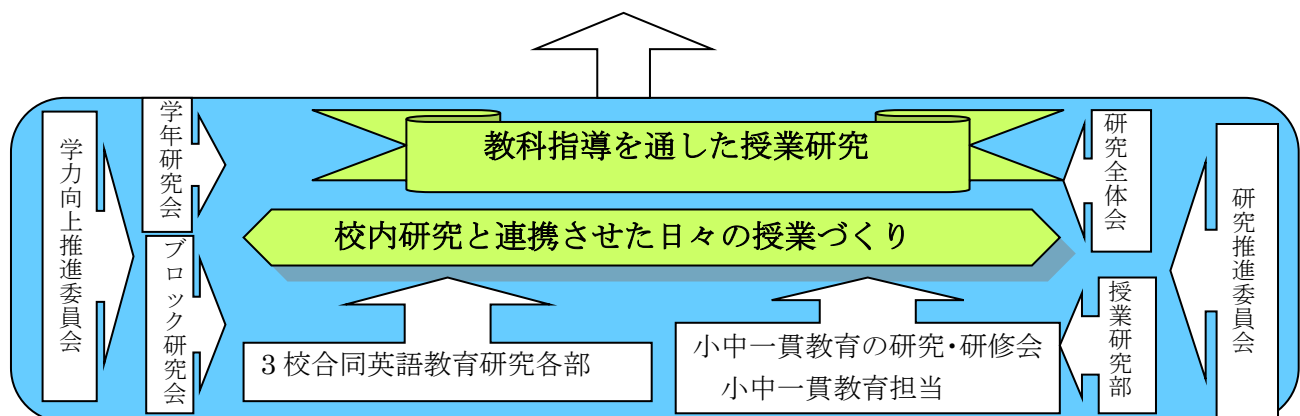 教科指導を通した授業研究
校内研究と連携させた日々の授業づくり
学力向上推進委員会
学年研究会
ブロック研究会
3校合同英語教育研究各部
小中一貫教育の研究・研修会
小中一貫教育担当
研究全体会
授業研究部
研究推進委員会